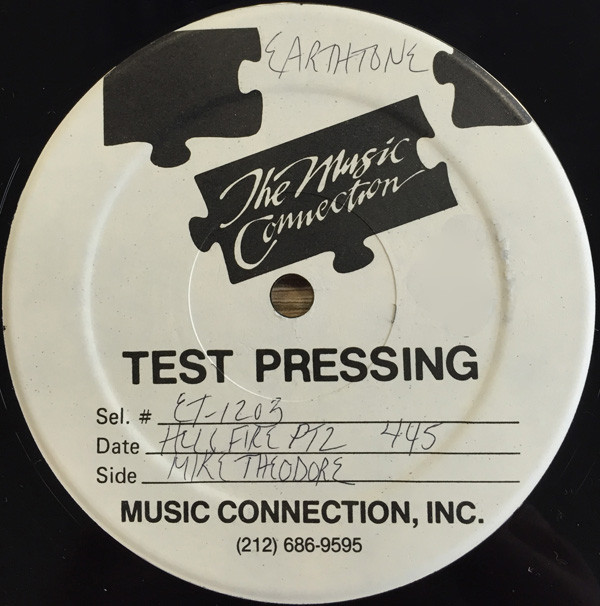 EARTHTONE
The Music
Connection
TEST PRESSING
Sel. # ET-1203
Date HELLFIRE PT2 445
Side MIKE THEODORE
MUSIC CONNECTION, INC.
(212) 686-9595